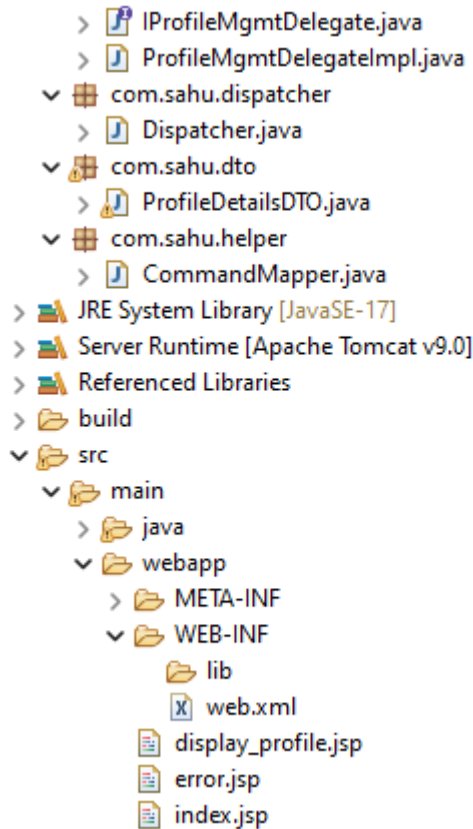 IProfileMgmtDelegate.java
ProfileMgmtDelegateImpl.java
com.sahu.dispatcher
Dispatcher.java
com.sahu.dto
ProfileDetailsDTO.java
com.sahu.helper
CommandMapper.java
JRE System Library [JavaSE-17]
Server Runtime [Apache Tomcat v9.0]
Referenced Libraries
build
src
main
java
webapp
META-INF
WEB-INF
lib
web.xml
display_profile.jsp
error.jsp
index.jsp